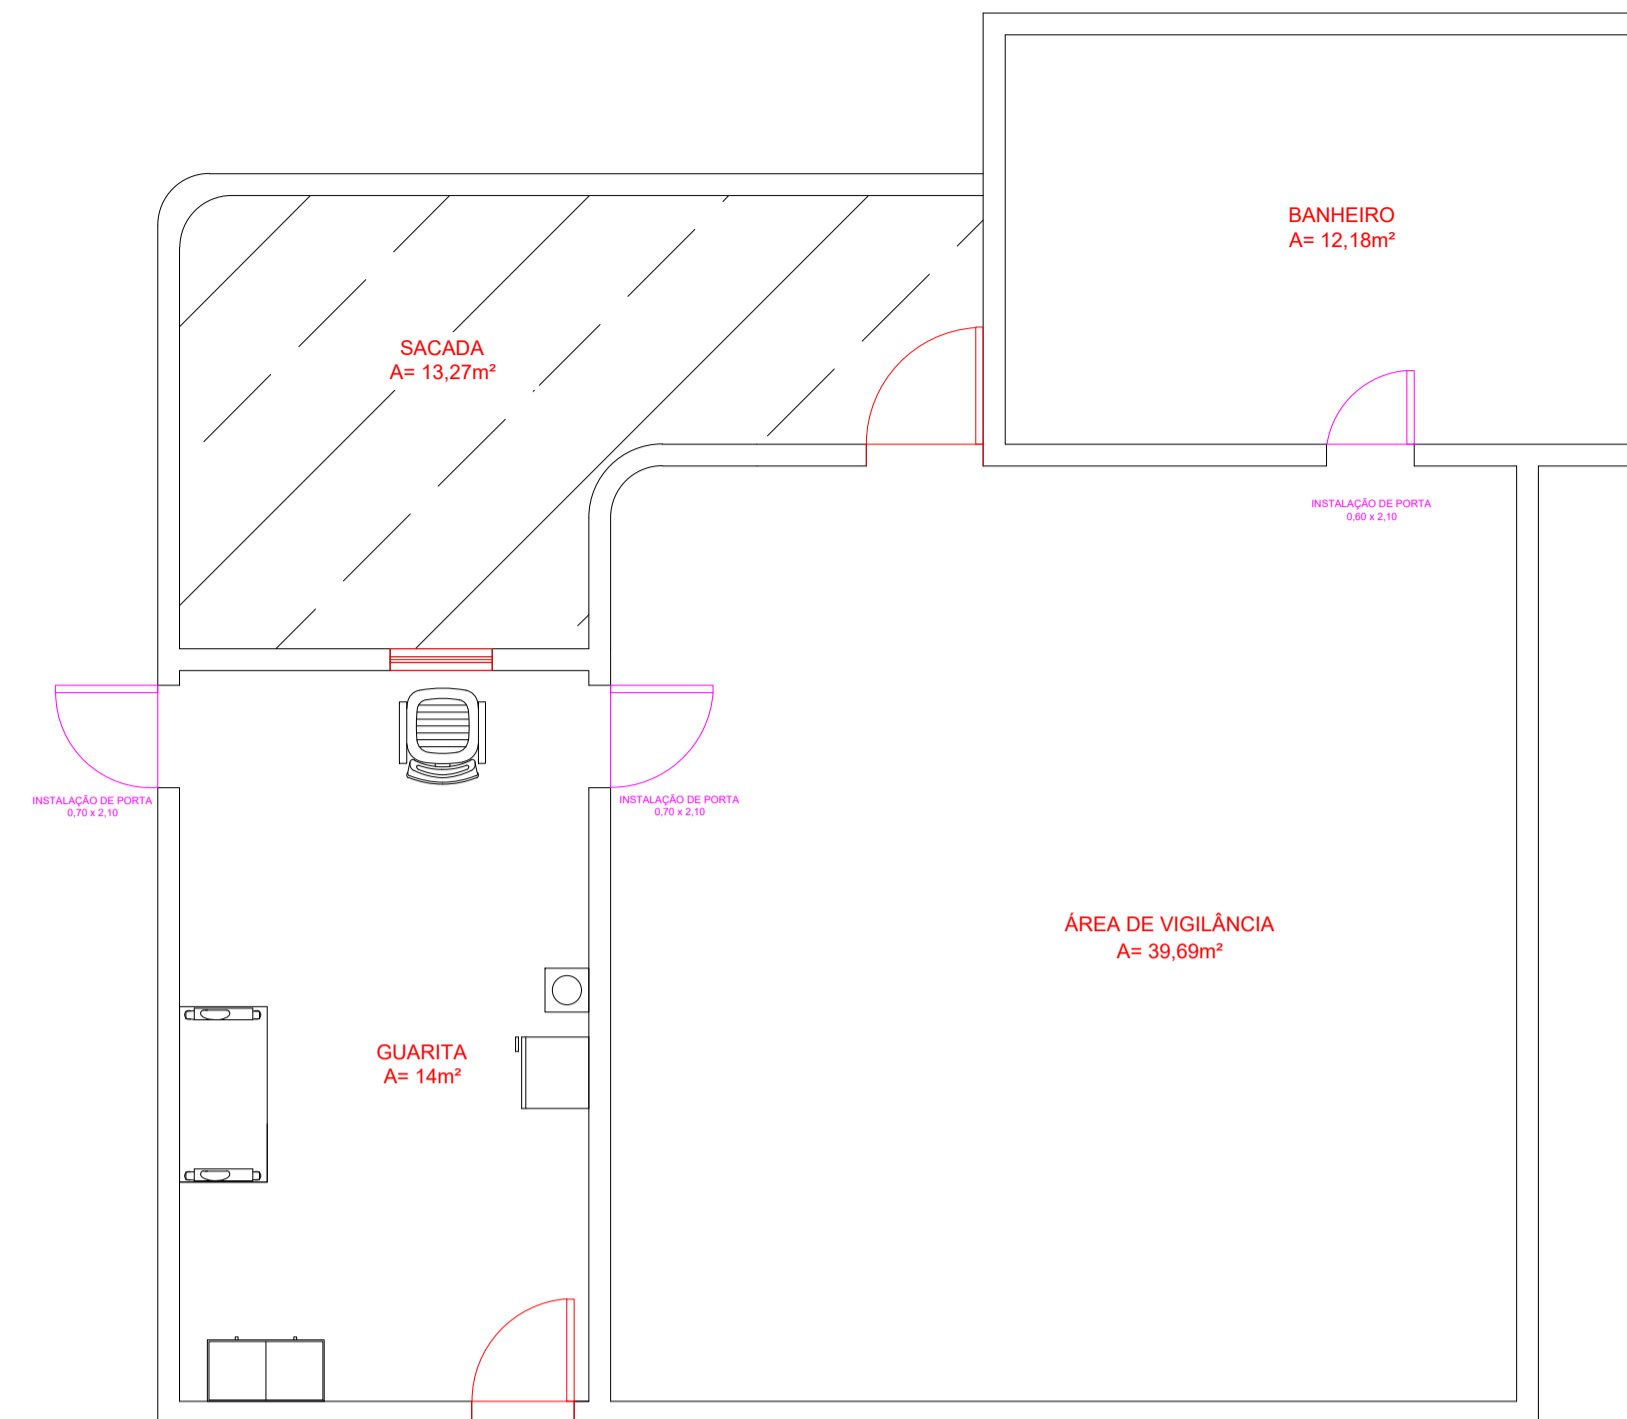 BANHEIRO
A= 12,18m²
SACADA
A= 13,27m²
INSTALAÇÃO DE PORTA
0,60 x 2,10
INSTALAÇÃO DE PORTA
0,70 x 2,10
INSTALAÇÃO DE PORTA
0,70 x 2,10
ÁREA DE VIGILÂNCIA
A= 39,69m²
GUARITA
A= 14m²